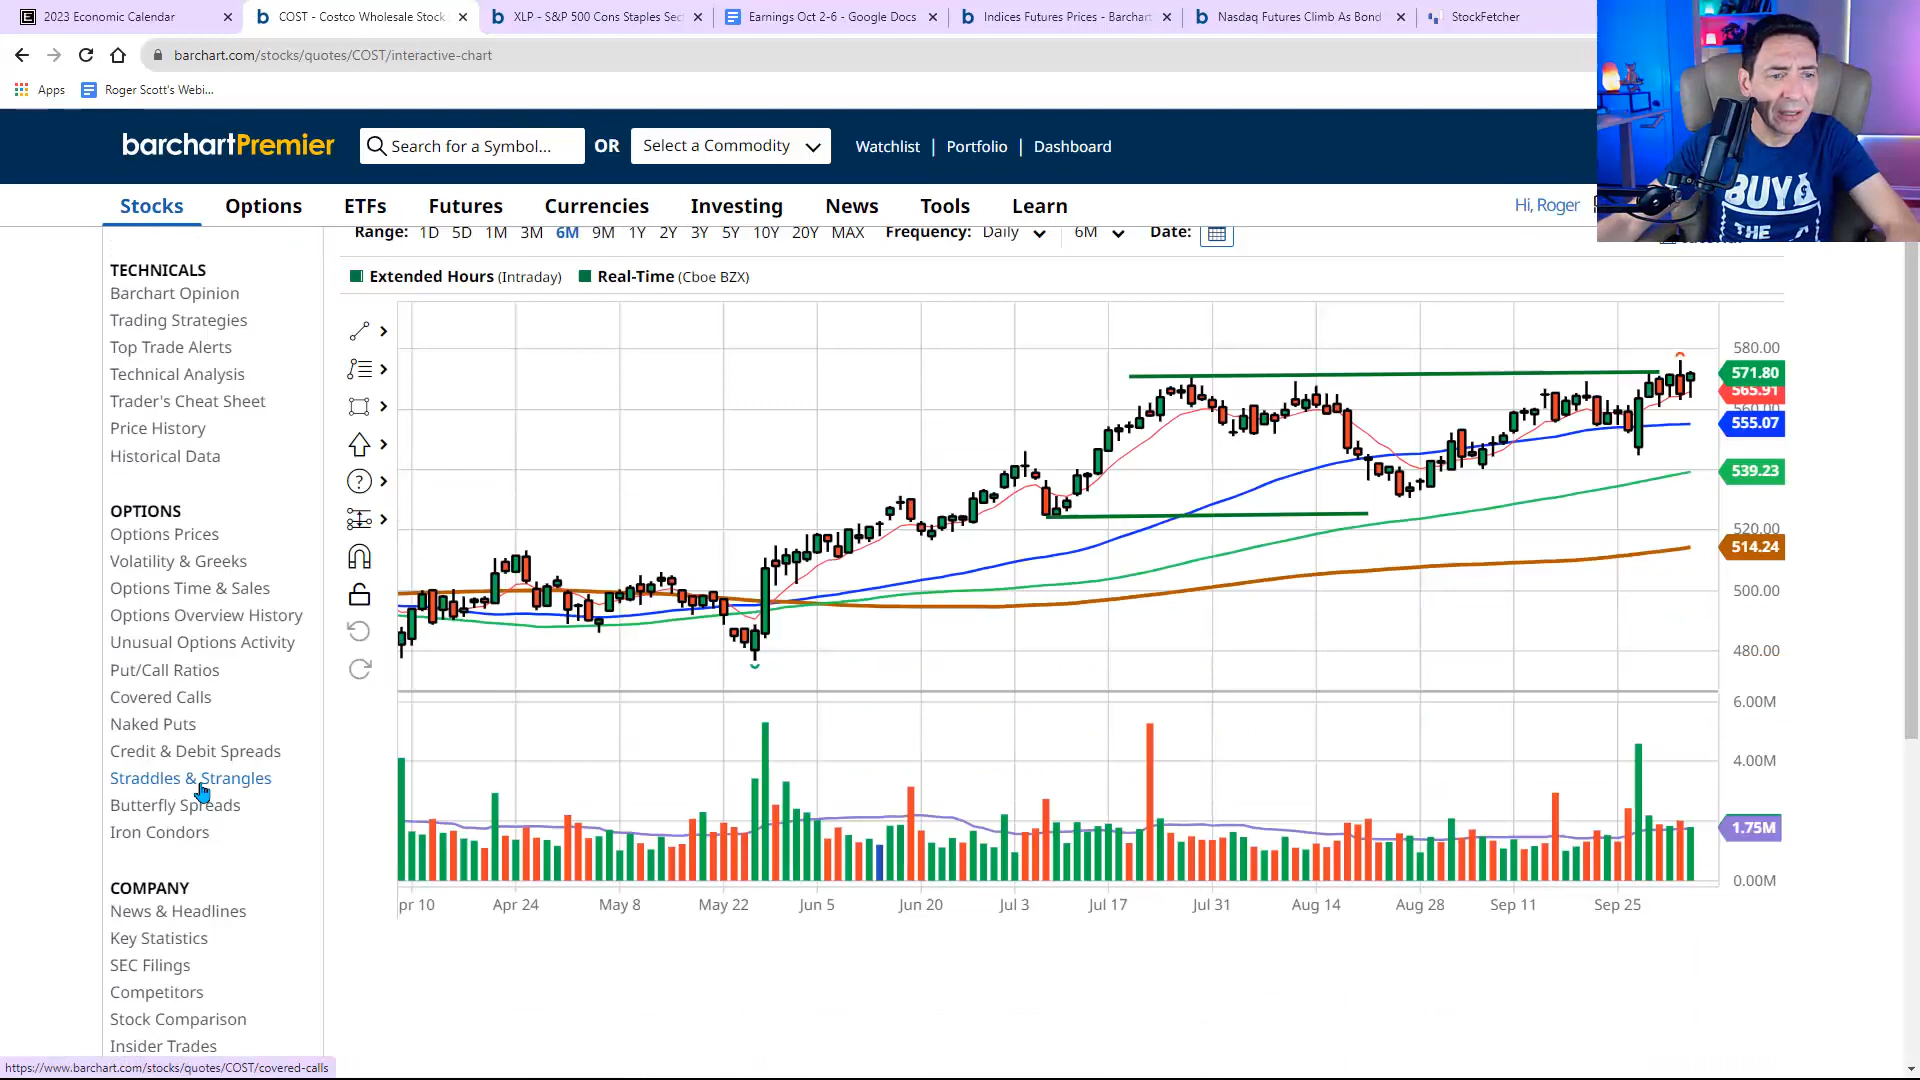 2023 Economic Calendar
COST - Costco Wholesale Stock
XLP - S&P 500 Cons Staples Sec
Earnings Oct 2-6 - Google Docs
Indices Futures Prices - Barchart
Nasdaq Futures Climb As Bond
StockFetcher
barchart.com/stocks/quotes/COST/interactive-chart
Apps
Roger Scott's Webi...
barchartPremier
Search for a Symbol...
OR
Select a Commodity
Watchlist | Portfolio | Dashboard
Stocks
Options
ETFs
Futures
Currencies
Investing
News
Tools
Learn
Hi, Roger
BUY
THE
Range: 1D 5D 1M 3M 6M 9M 1Y 2Y 3Y 5Y 10Y 20Y MAX
Frequency: Daily
6M
Date:
Extended Hours (Intraday)
Real-Time (Cboe BZX)
TECHNICALS
Barchart Opinion
Trading Strategies
Top Trade Alerts
Technical Analysis
Trader's Cheat Sheet
Price History
Historical Data
OPTIONS
Options Prices
Volatility & Greeks
Options Time & Sales
Options Overview History
Unusual Options Activity
Put/Call Ratios
Covered Calls
Naked Puts
Credit & Debit Spreads
Straddles & Strangles
Butterfly Spreads
Iron Condors
COMPANY
News & Headlines
Key Statistics
SEC Filings
Competitors
Stock Comparison
Insider Trades
580.00
571.80
565.91
560.00
555.07
539.23
520.00
514.24
500.00
480.00
6.00M
4.00M
1.75M
0.00M
pr 10
Apr 24
May 8
May 22
Jun 5
Jun 20
Jul 3
Jul 17
Jul 31
Aug 14
Aug 28
Sep 11
Sep 25
https://www.barchart.com/stocks/quotes/COST/covered-calls